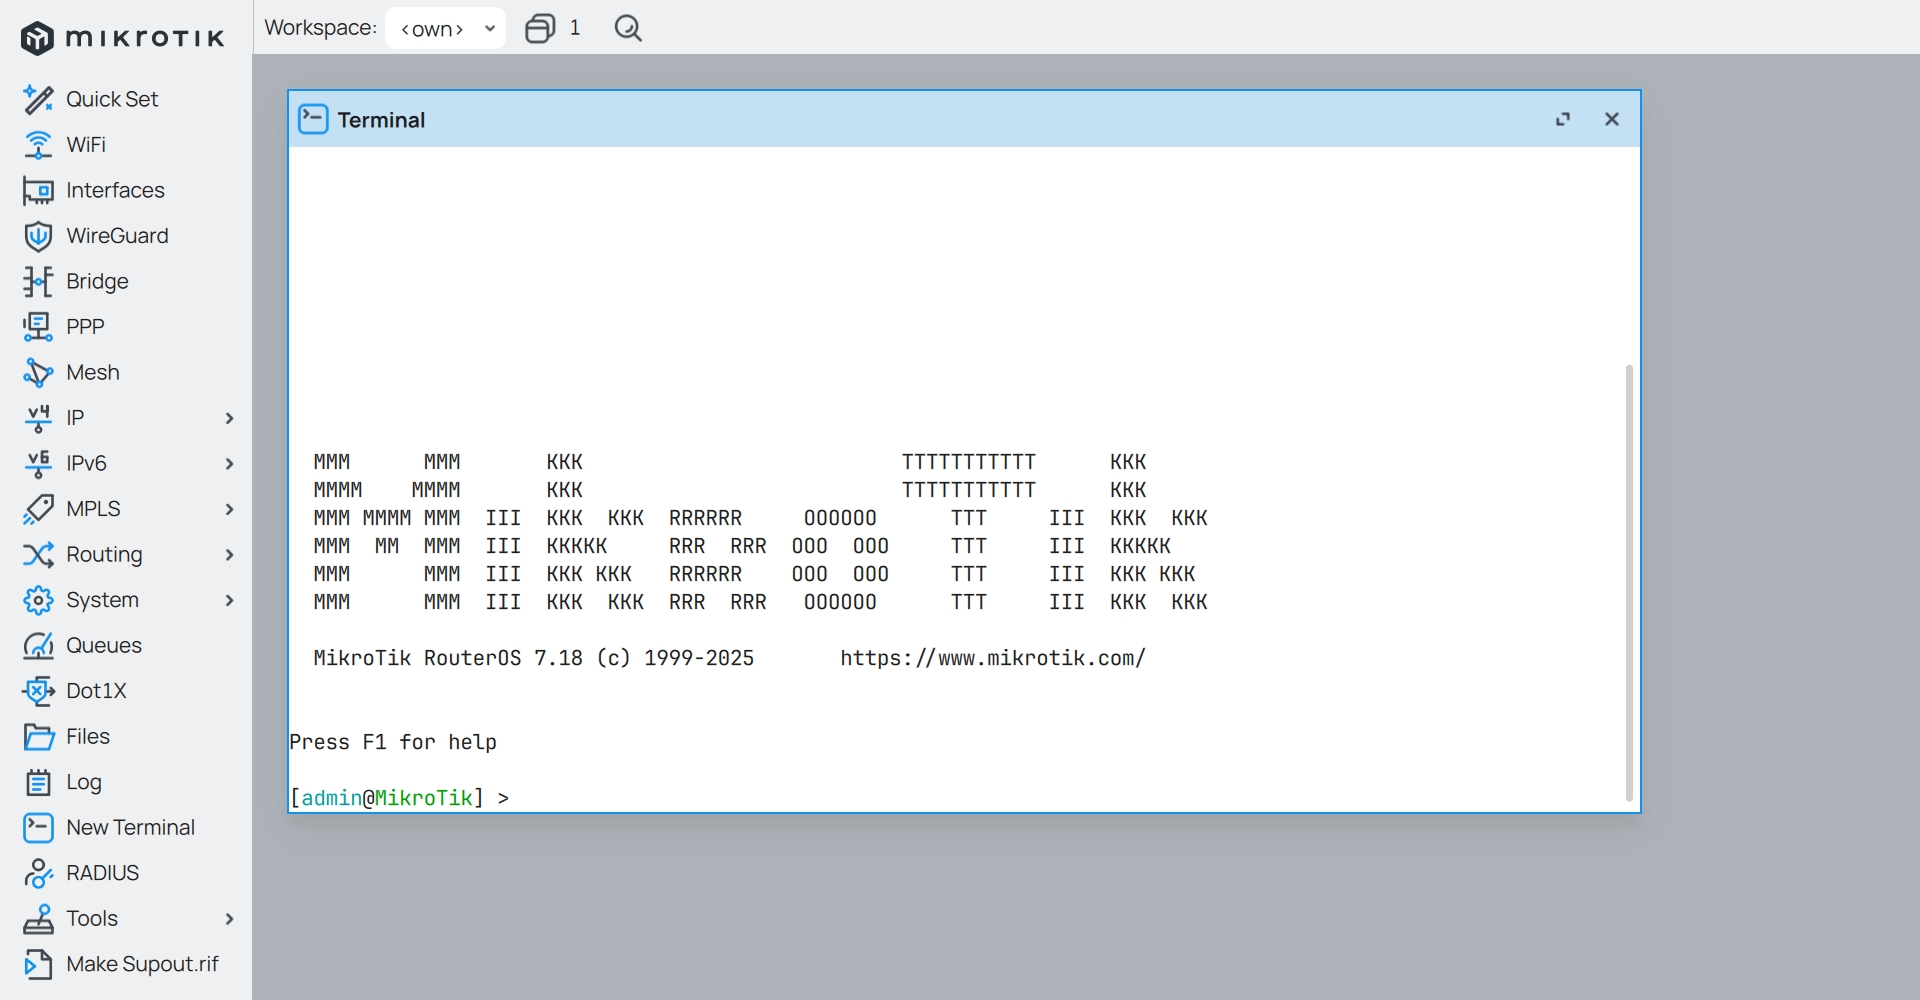 mikrotik
Workspace: <own> 1
Quick Set
WiFi
Interfaces
WireGuard
Bridge
PPP
Mesh
IP
IPv6
MPLS
Routing
System
Queues
Dot1X
Files
Log
New Terminal
RADIUS
Tools
Make Supout.rif
Terminal
  MMM      MMM       KKK                          TTTTTTTTTTT      KKK
  MMMM    MMMM       KKK                          TTTTTTTTTTT      KKK
  MMM MMMM MMM  III  KKK  KKK  RRRRRR     OOOOOO      TTT     III  KKK  KKK
  MMM  MM  MMM  III  KKKKK     RRR  RRR  OOO  OOO     TTT     III  KKKKK
  MMM      MMM  III  KKK KKK   RRRRRR    OOO  OOO     TTT     III  KKK KKK
  MMM      MMM  III  KKK  KKK  RRR  RRR   OOOOOO      TTT     III  KKK  KKK
  MikroTik RouterOS 7.18 (c) 1999-2025       https://www.mikrotik.com/
Press F1 for help
[admin@MikroTik] >
v4
v6